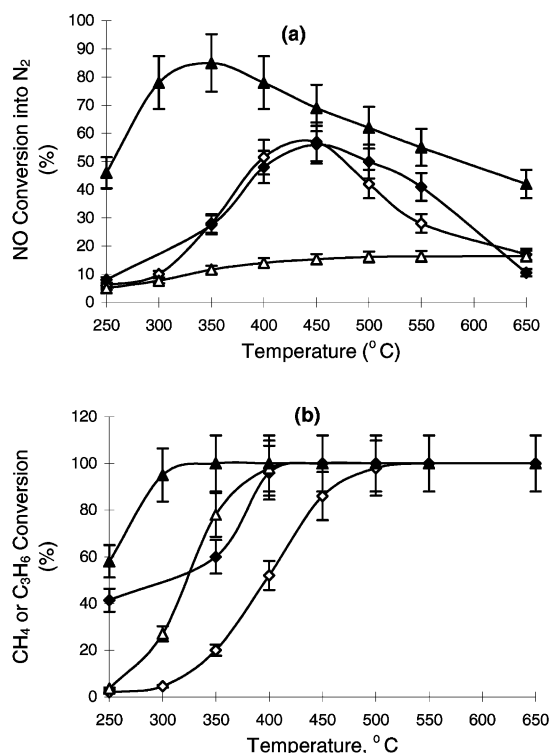 (a)
NO Conversion into N₂
(%)
100
90
80
70
60
50
40
30
20
10
0
250 300 350 400 450 500 550 600 650
Temperature (° C)
(b)
CH₄ or C₃H₆ Conversion
(%)
120
100
80
60
40
20
0
250 300 350 400 450 500 550 600 650
Temperature, ° C